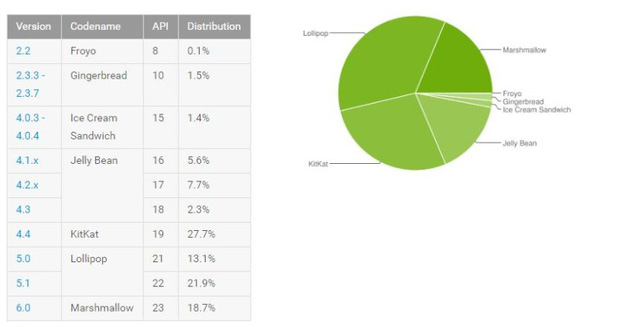 Version Codename API Distribution
2.2 Froyo 8 0.1%
2.3.3 - Gingerbread 10 1.5%
2.3.7
4.0.3 - Ice Cream 15 1.4%
4.0.4 Sandwich
4.1.x Jelly Bean 16 5.6%
4.2.x 17 7.7%
4.3 18 2.3%
4.4 KitKat 19 27.7%
5.0 Lollipop 21 13.1%
5.1 22 21.9%
6.0 Marshmallow 23 18.7%
Lollipop
Marshmallow
Froyo
Gingerbread
Ice Cream Sandwich
Jelly Bean
KitKat